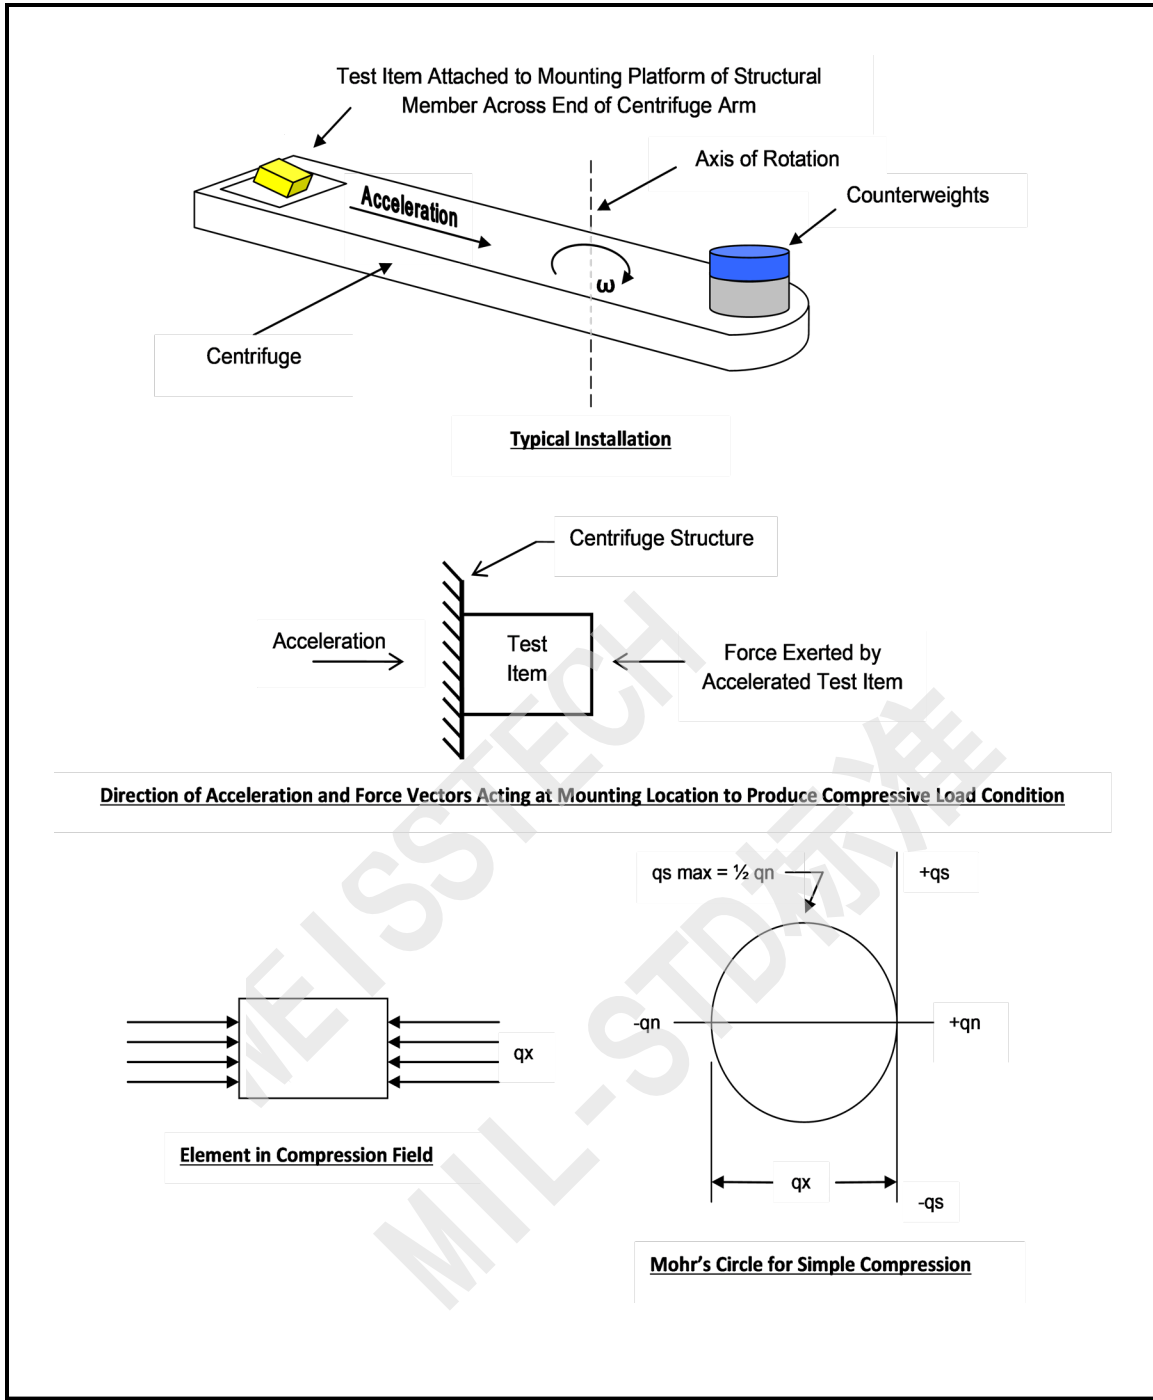 Test Item Attached to Mounting Platform of Structural
Member Across End of Centrifuge Arm
Axis of Rotation
Counterweights
Acceleration
ω
Centrifuge
Typical Installation
Centrifuge Structure
Acceleration
Test
Item
Force Exerted by
Accelerated Test Item
Direction of Acceleration and Force Vectors Acting at Mounting Location to Produce Compressive Load Condition
qs max = ½ qn
+qs
-qn
+qn
qx
Element in Compression Field
qx
-qs
Mohr's Circle for Simple Compression
WEISSTECH
MIL-STD标准